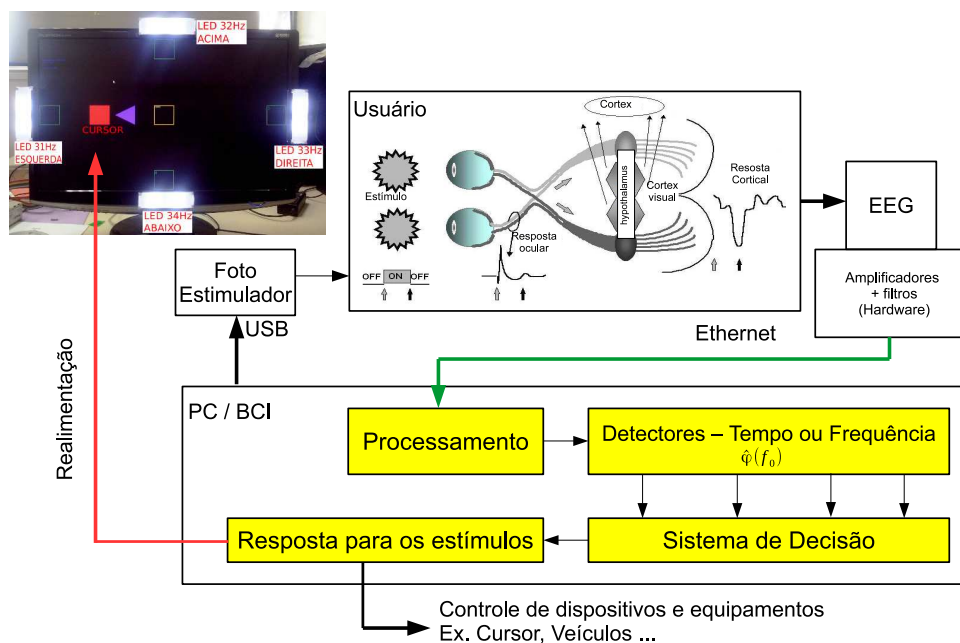 LED 32Hz
ACIMA
CURSOR
LED 31Hz
ESQUERDA
LED 33Hz
DIREITA
LED 34Hz
ABAIXO
Usuário
Estímulo
OFF ON OFF
Resposta
ocular
Cortex
hypothalamus
Cortex
visual
Resosta
Cortical
EEG
Amplificadores
+ filtros
(Hardware)
Foto
Estimulador
USB
Ethernet
Realimentação
PC / BCI
Processamento
Detectores – Tempo ou Frequência
φ̂(f₀)
Sistema de Decisão
Resposta para os estímulos
Controle de dispositivos e equipamentos
Ex. Cursor, Veículos ...